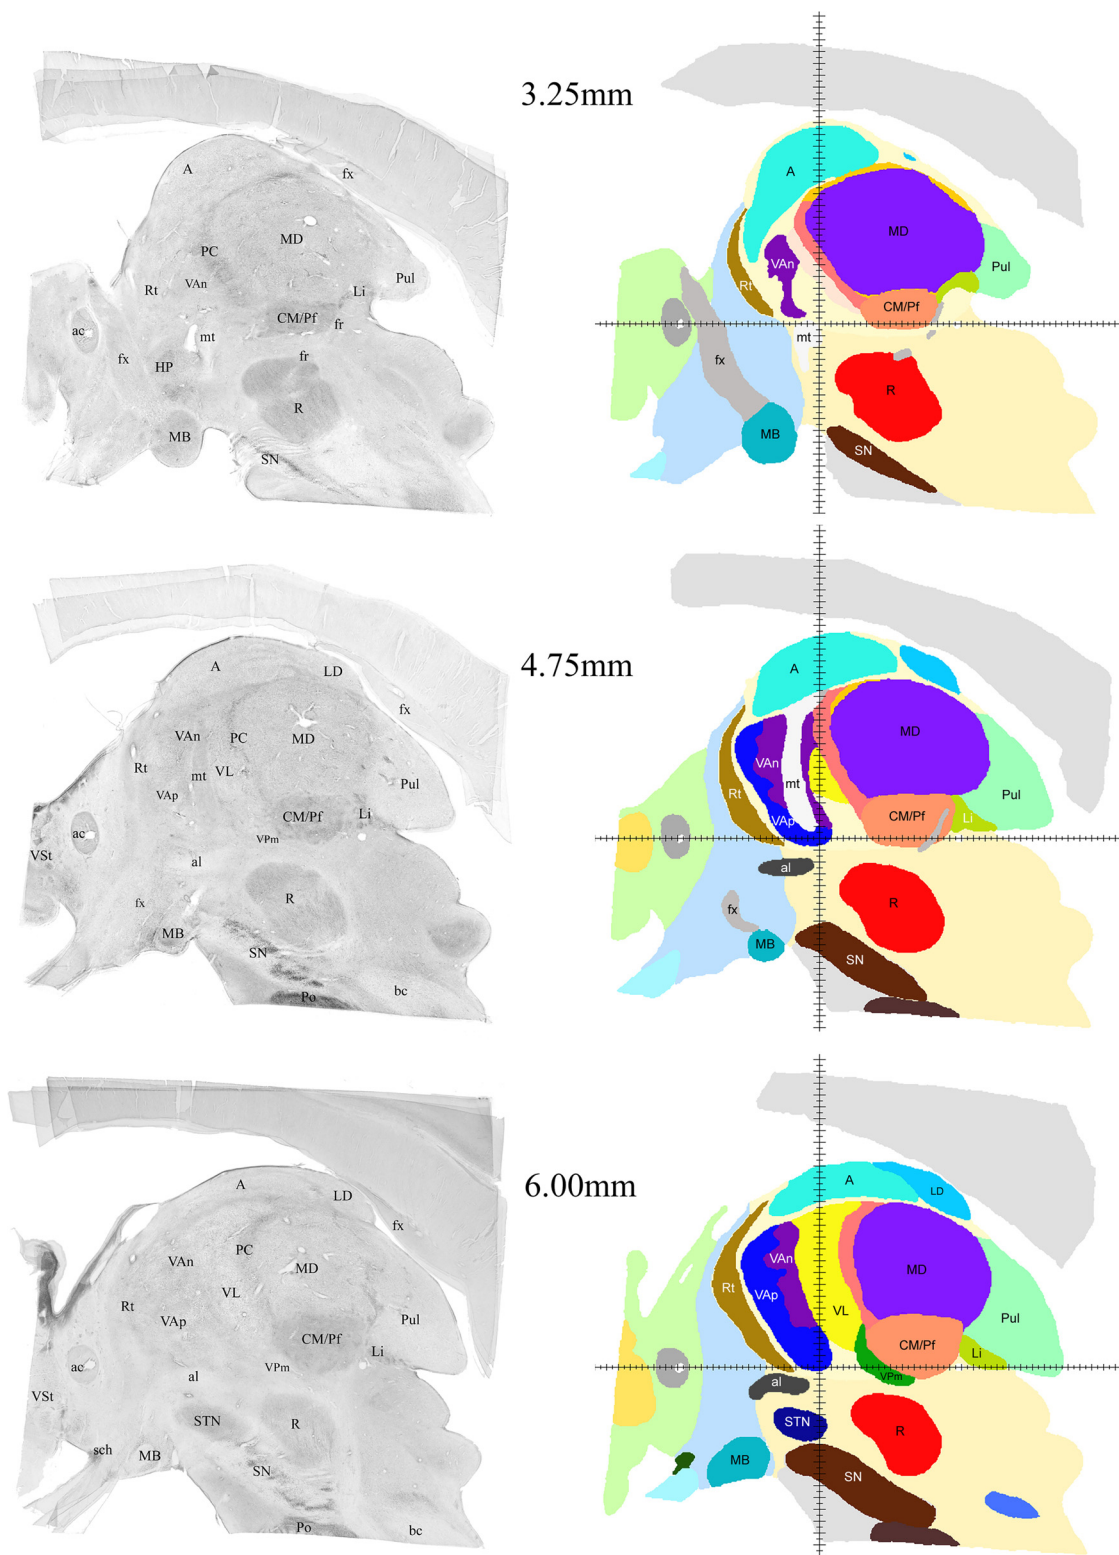 3.25mm
A
fx
MD
PC
VAn
Rt
Li
Pul
ac
CM/Pf
fr
mt
fx
HP
fr
R
MB
SN
A
MD
VAn
Rt
Pul
CM/Pf
mt
fx
R
MB
SN
4.75mm
A
LD
fx
VAn
PC
MD
Rt
mt
VL
VAp
Pul
CM/Pf
Li
ac
VPm
VSt
al
fx
R
MB
SN
Po
bc
A
MD
VAn
mt
Rt
VAp
CM/Pf
Li
Pul
al
fx
R
MB
SN
6.00mm
A
LD
fx
PC
VAn
MD
VL
Rt
VAp
Pul
CM/Pf
Li
ac
VPm
al
VSt
STN
R
sch
MB
SN
Po
bc
A
LD
VAn
MD
Rt
VAp
VL
Pul
CM/Pf
Li
VPm
al
STN
R
MB
SN